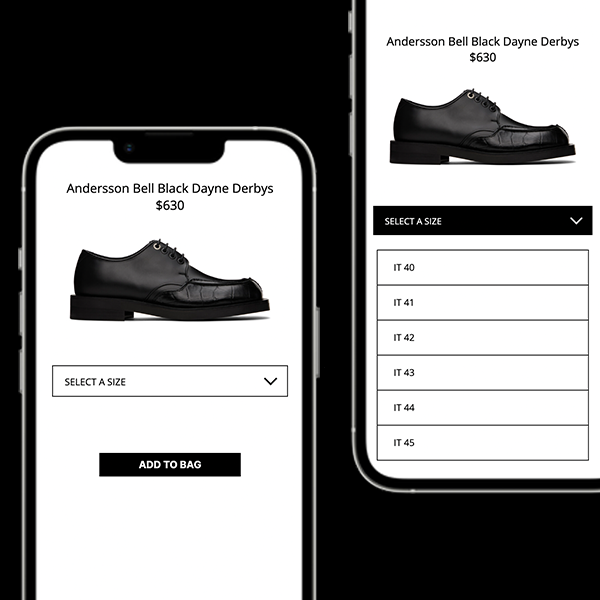 Andersson Bell Black Dayne Derbys
$630
SELECT A SIZE
ADD TO BAG
Andersson Bell Black Dayne Derbys
$630
SELECT A SIZE
IT 40
IT 41
IT 42
IT 43
IT 44
IT 45